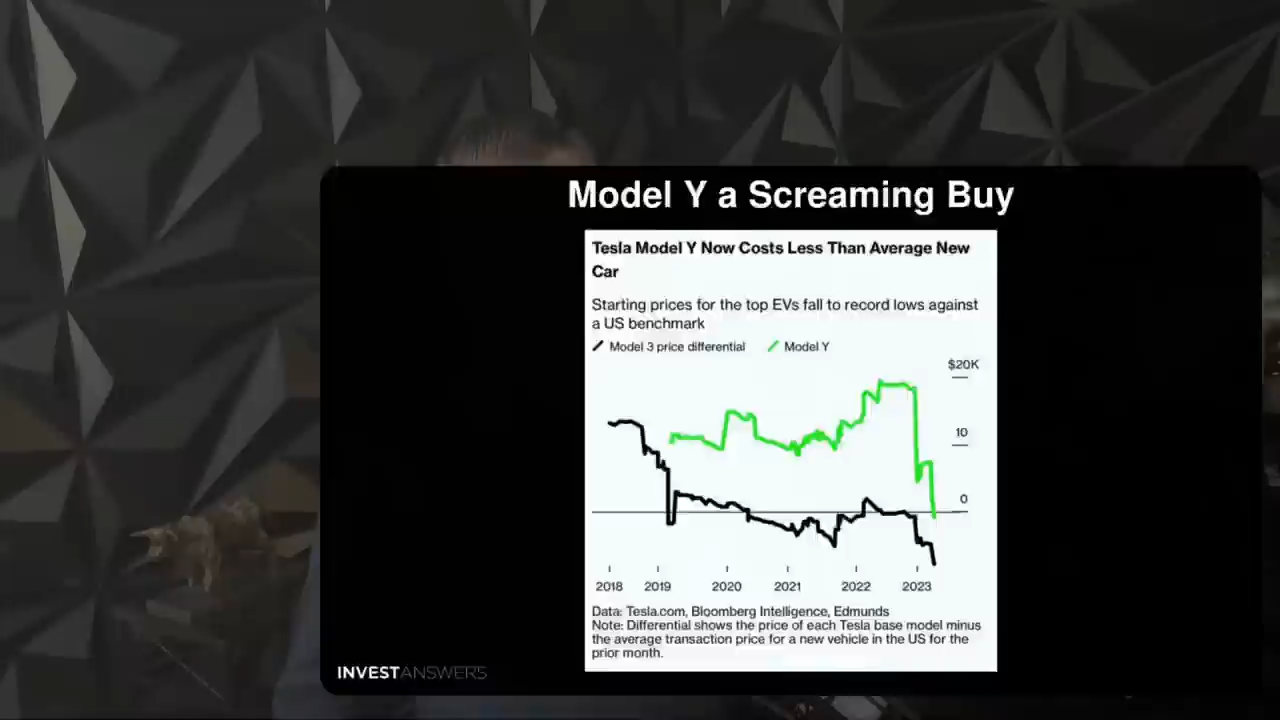 Model Y a Screaming Buy
Tesla Model Y Now Costs Less Than Average New
Car
Starting prices for the top EVs fall to record lows against
a US benchmark
Model 3 price differential Model Y
$20K
10
0
2018 2019 2020 2021 2022 2023
Data: Tesla.com, Bloomberg Intelligence, Edmunds
Note: Differential shows the price of each Tesla base model minus
the average transaction price for a new vehicle in the US for the
prior month.
INVESTANSWERS